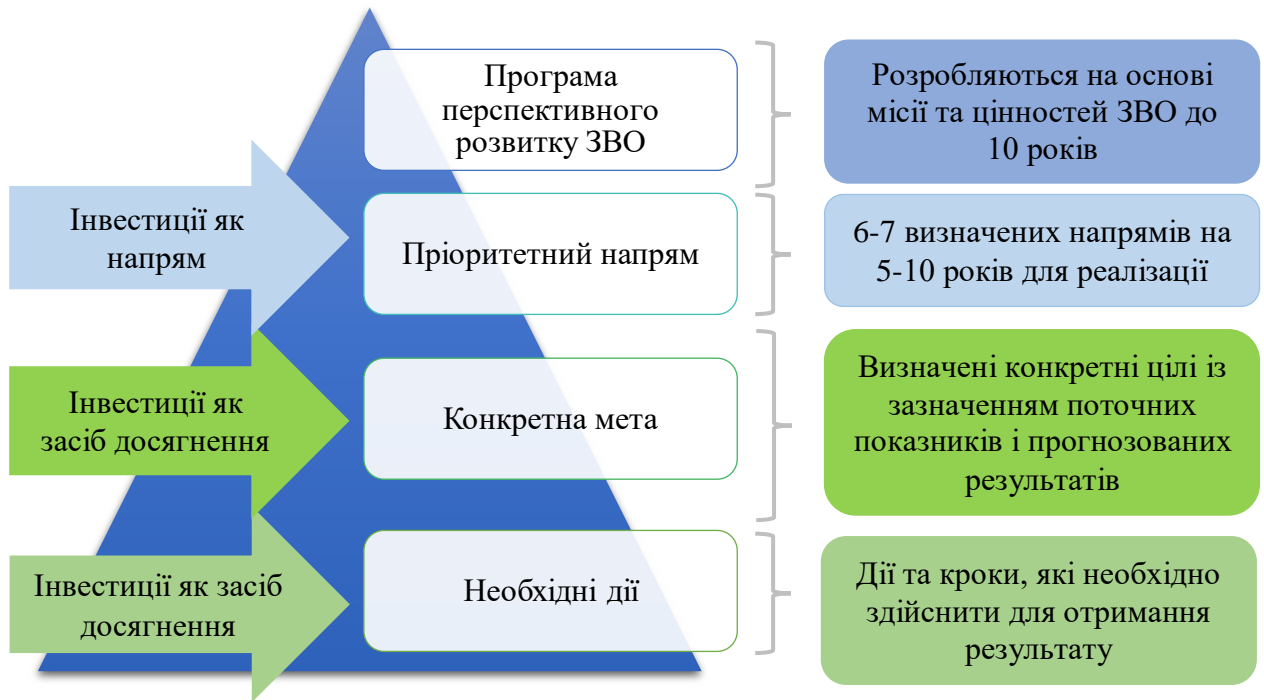 Програма
перспективного
розвитку ЗВО
Розробляються на основі
місії та цінностей ЗВО до
10 років
Інвестиції як
напрям
Пріоритетний напрям
6-7 визначених напрямів на
5-10 років для реалізації
Інвестиції як
засіб досягнення
Конкретна мета
Визначені конкретні цілі із
зазначенням поточних
показників і прогнозованих
результатів
Інвестиції як засіб
досягнення
Необхідні дії
Дії та кроки, які необхідно
здійснити для отримання
результату